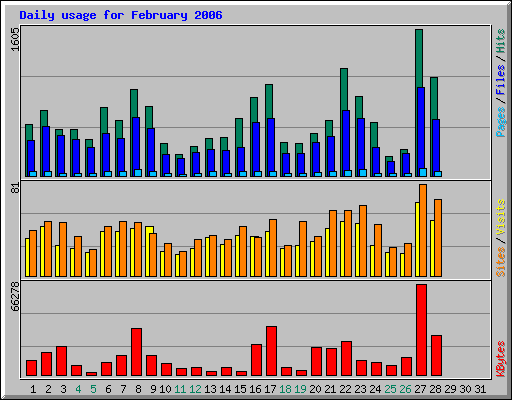 Daily usage for February 2006
1605
Pages / Files / Hits
81
Sites / Visits
66278
KBytes
1 2 3 4 5 6 7 8 9 10 11 12 13 14 15 16 17 18 19 20 21 22 23 24 25 26 27 28 29 30 31